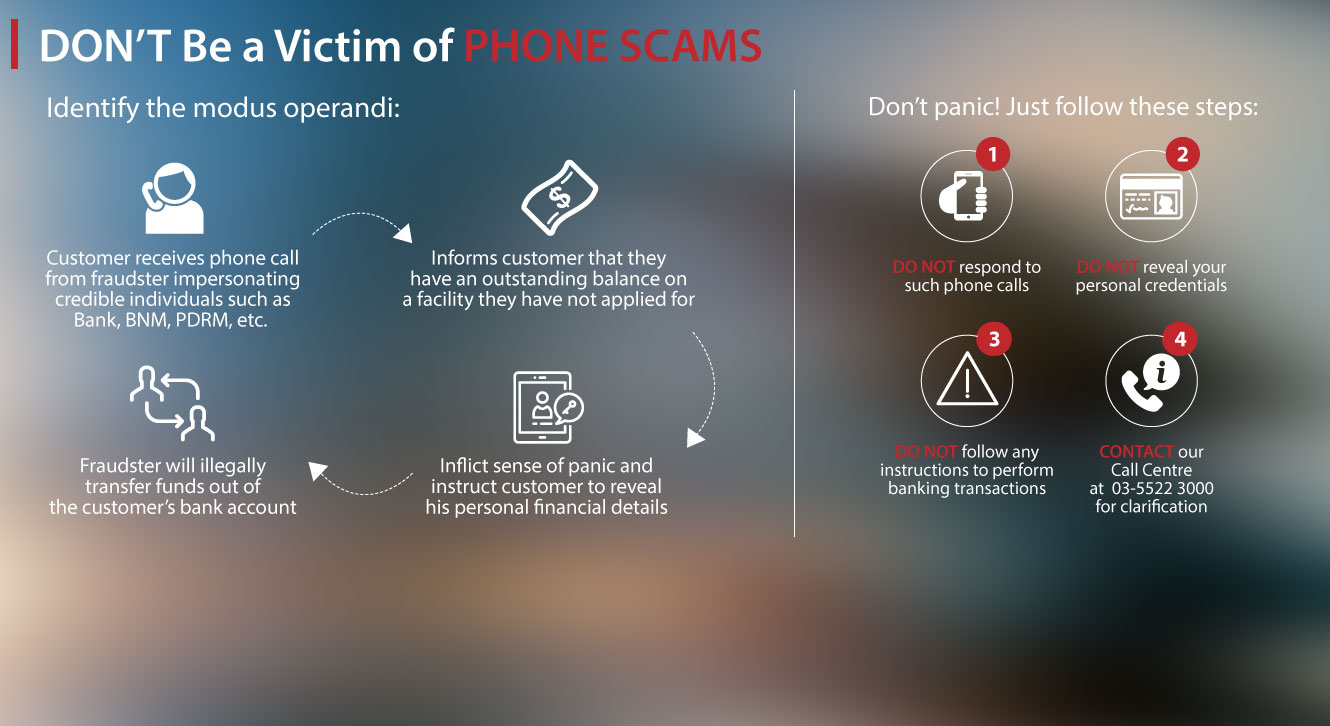 DON'T Be a Victim of PHONE SCAMS
Identify the modus operandi:
Customer receives phone call
from fraudster impersonating
credible individuals such as
Bank, BNM, PDRM, etc.
$
Informs customer that they
have an outstanding balance on
a facility they have not applied for
Inflict sense of panic and
instruct customer to reveal
his personal financial details
Fraudster will illegally
transfer funds out of
the customer's bank account
Don't panic! Just follow these steps:
1
DO NOT respond to
such phone calls
2
DO NOT reveal your
personal credentials
3
!
DO NOT follow any
instructions to perform
banking transactions
4
i
CONTACT our
Call Centre
at 03-5522 3000
for clarification